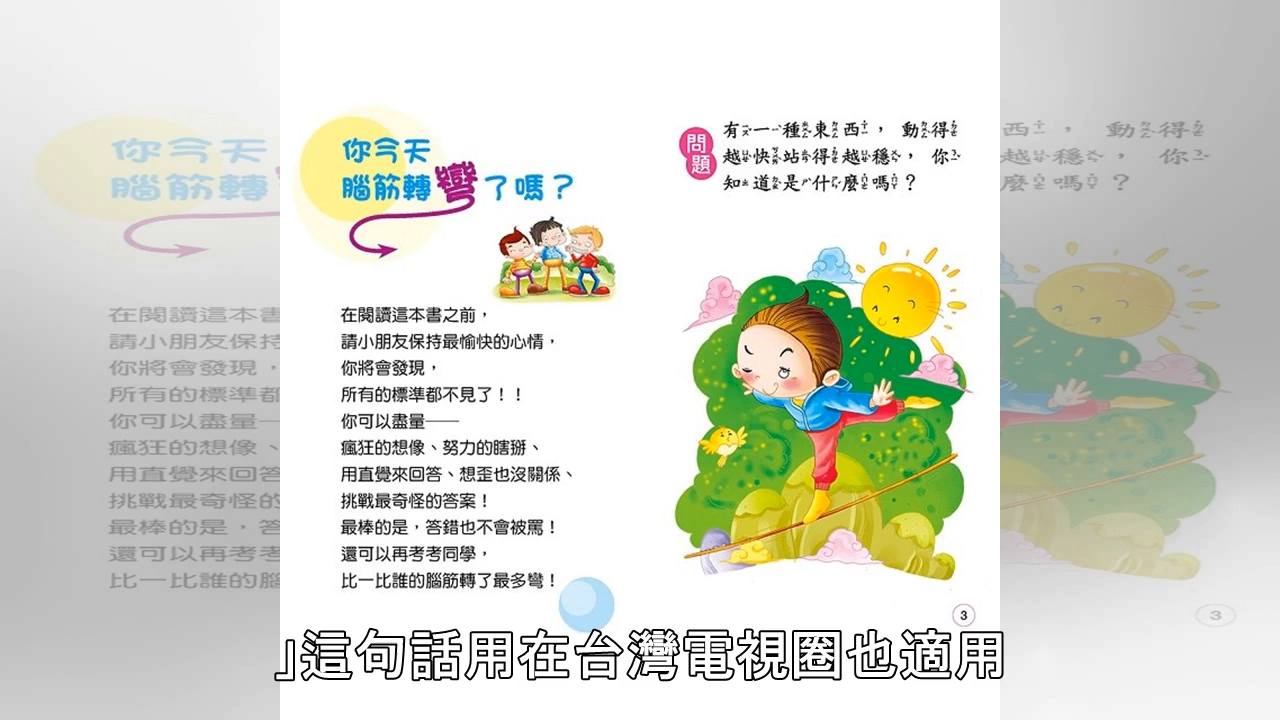 你今天
腦筋轉彎了嗎？
在閱讀這本書之前，
請小朋友保持最愉快的心情，
你將會發現，
所有的標準都不見了！！
你可以盡量——
瘋狂的想像、努力的瞎掰、
用直覺來回答、想歪也沒關係、
挑戰最奇怪的答案！
最棒的是，答錯也不會被罵！
還可以再考考同學，
比一比誰的腦筋轉了最多彎！
問題
有一種東西，動得
越快站得越穩，你
知道是什麼嗎？
3
」這句話用在台灣電視圈也適用